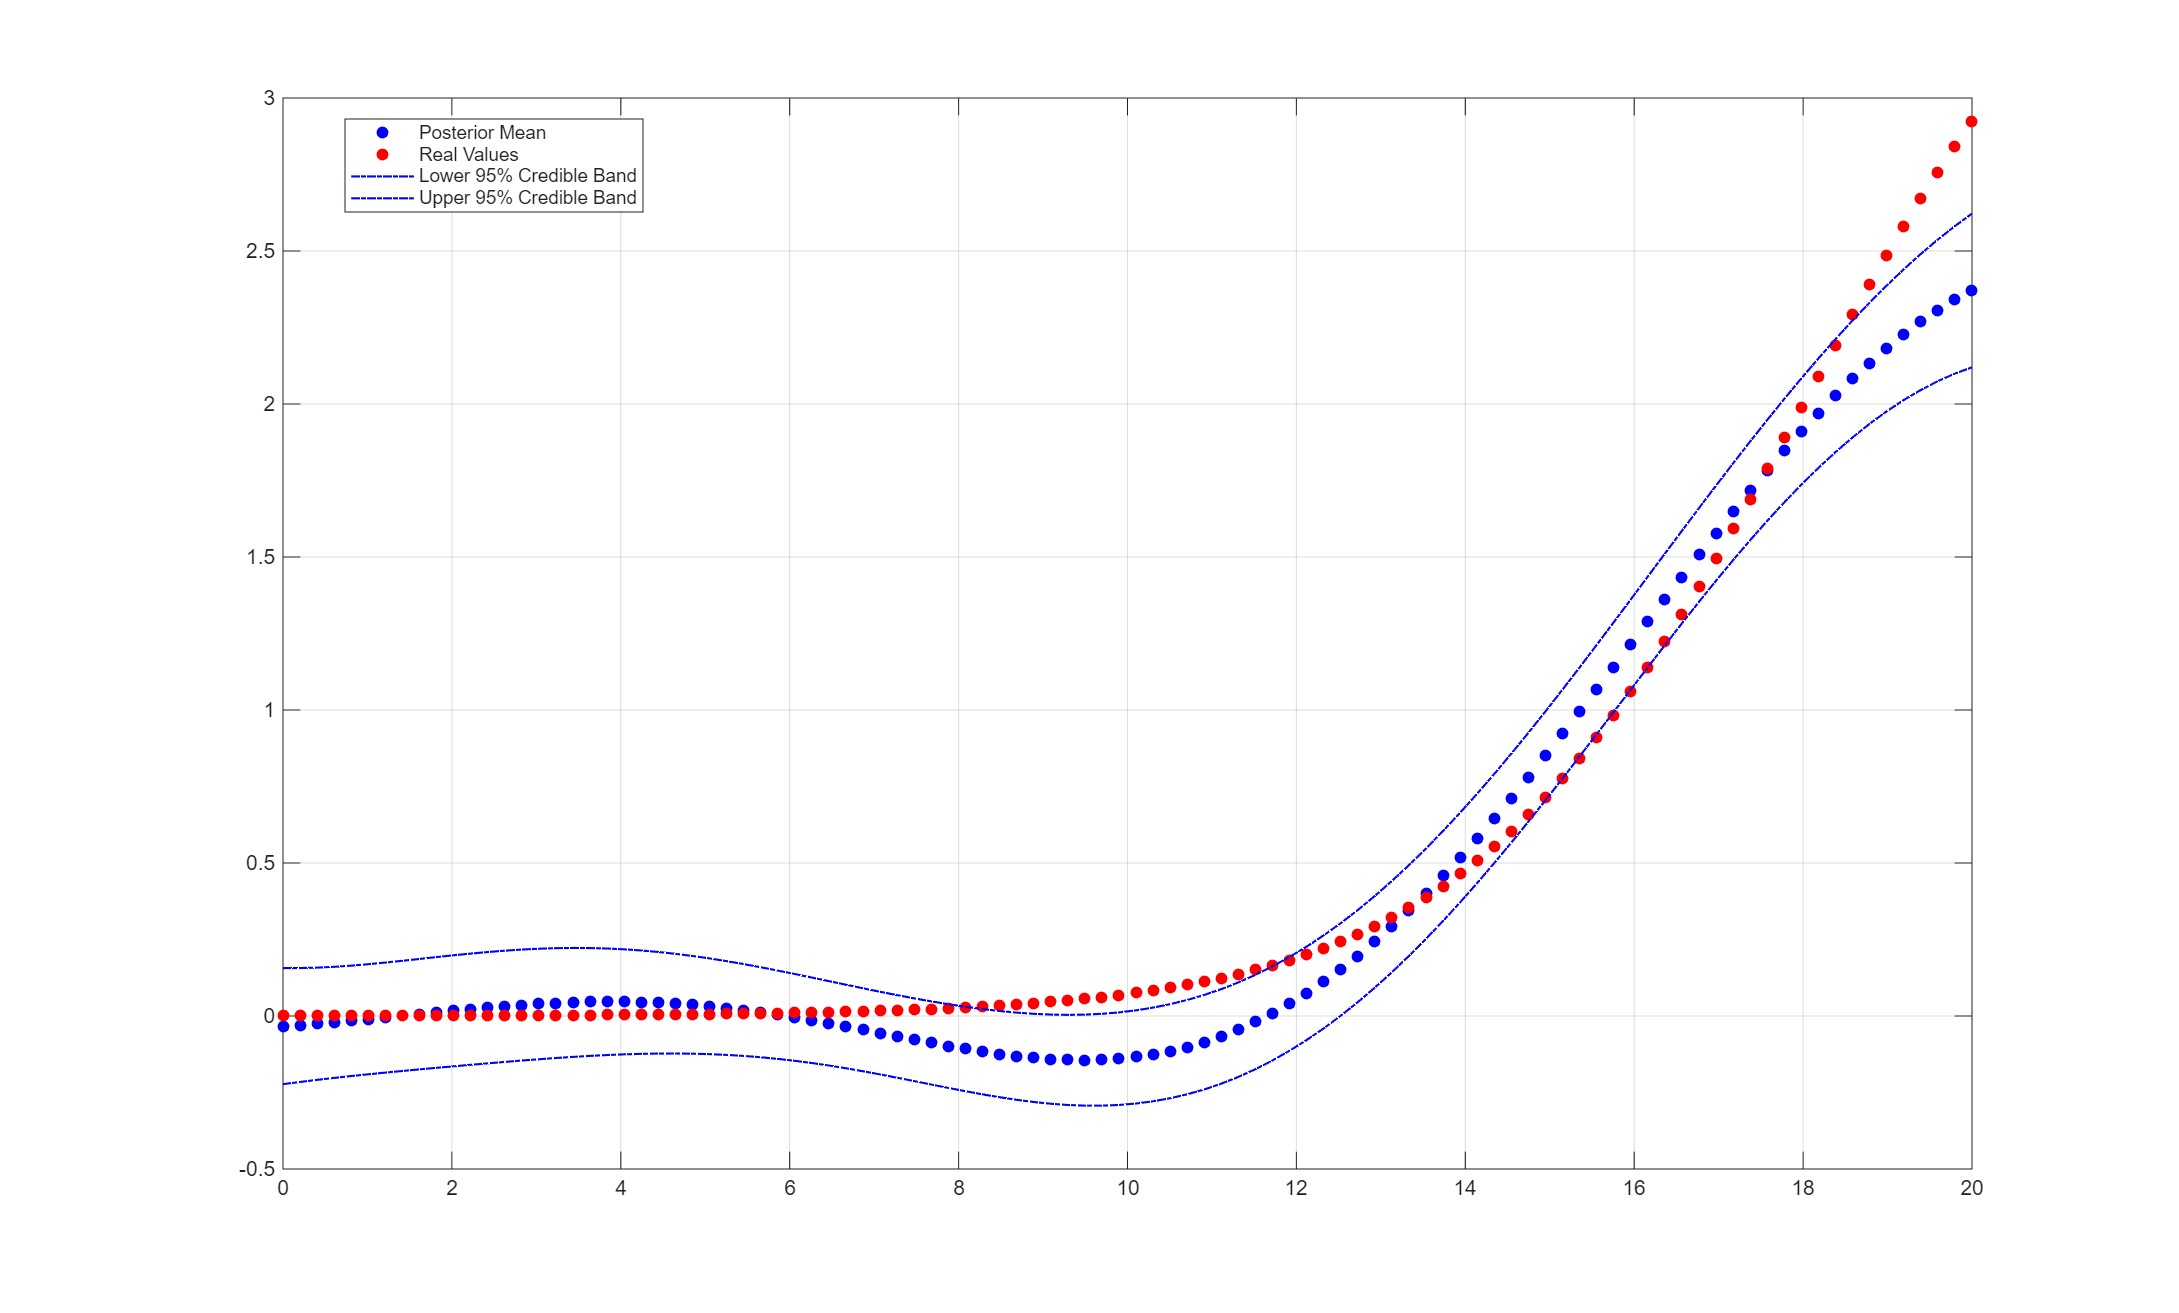 3
2.5
2
1.5
1
0.5
0
-0.5
Posterior Mean
Real Values
Lower 95% Credible Band
Upper 95% Credible Band
0 2 4 6 8 10 12 14 16 18 20